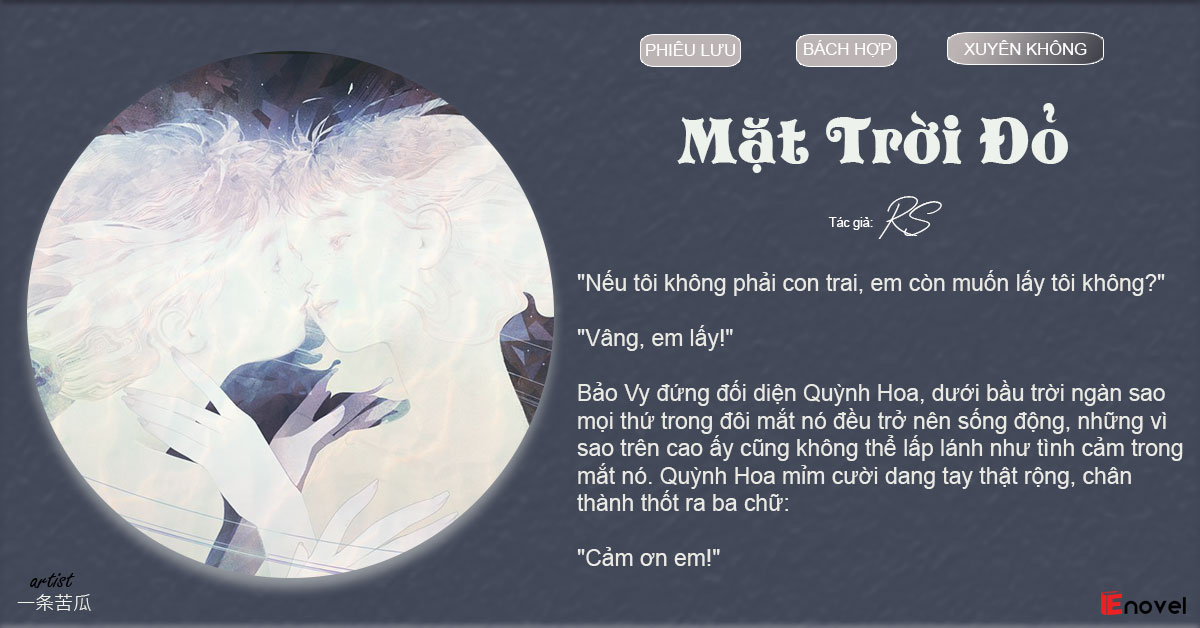 PHIÊU LƯU
BÁCH HỢP
XUYÊN KHÔNG
Mặt Trời Đỏ
Tác giả: RS
"Nếu tôi không phải con trai, em còn muốn lấy tôi không?"
"Vâng, em lấy!"
Bảo Vy đứng đối diện Quỳnh Hoa, dưới bầu trời ngàn sao
mọi thứ trong đôi mắt nó đều trở nên sống động, những vì
sao trên cao ấy cũng không thể lấp lánh như tình cảm trong
mắt nó. Quỳnh Hoa mỉm cười dang tay thật rộng, chân
thành thốt ra ba chữ:
"Cảm ơn em!"
artist
一条苦瓜
Enovel